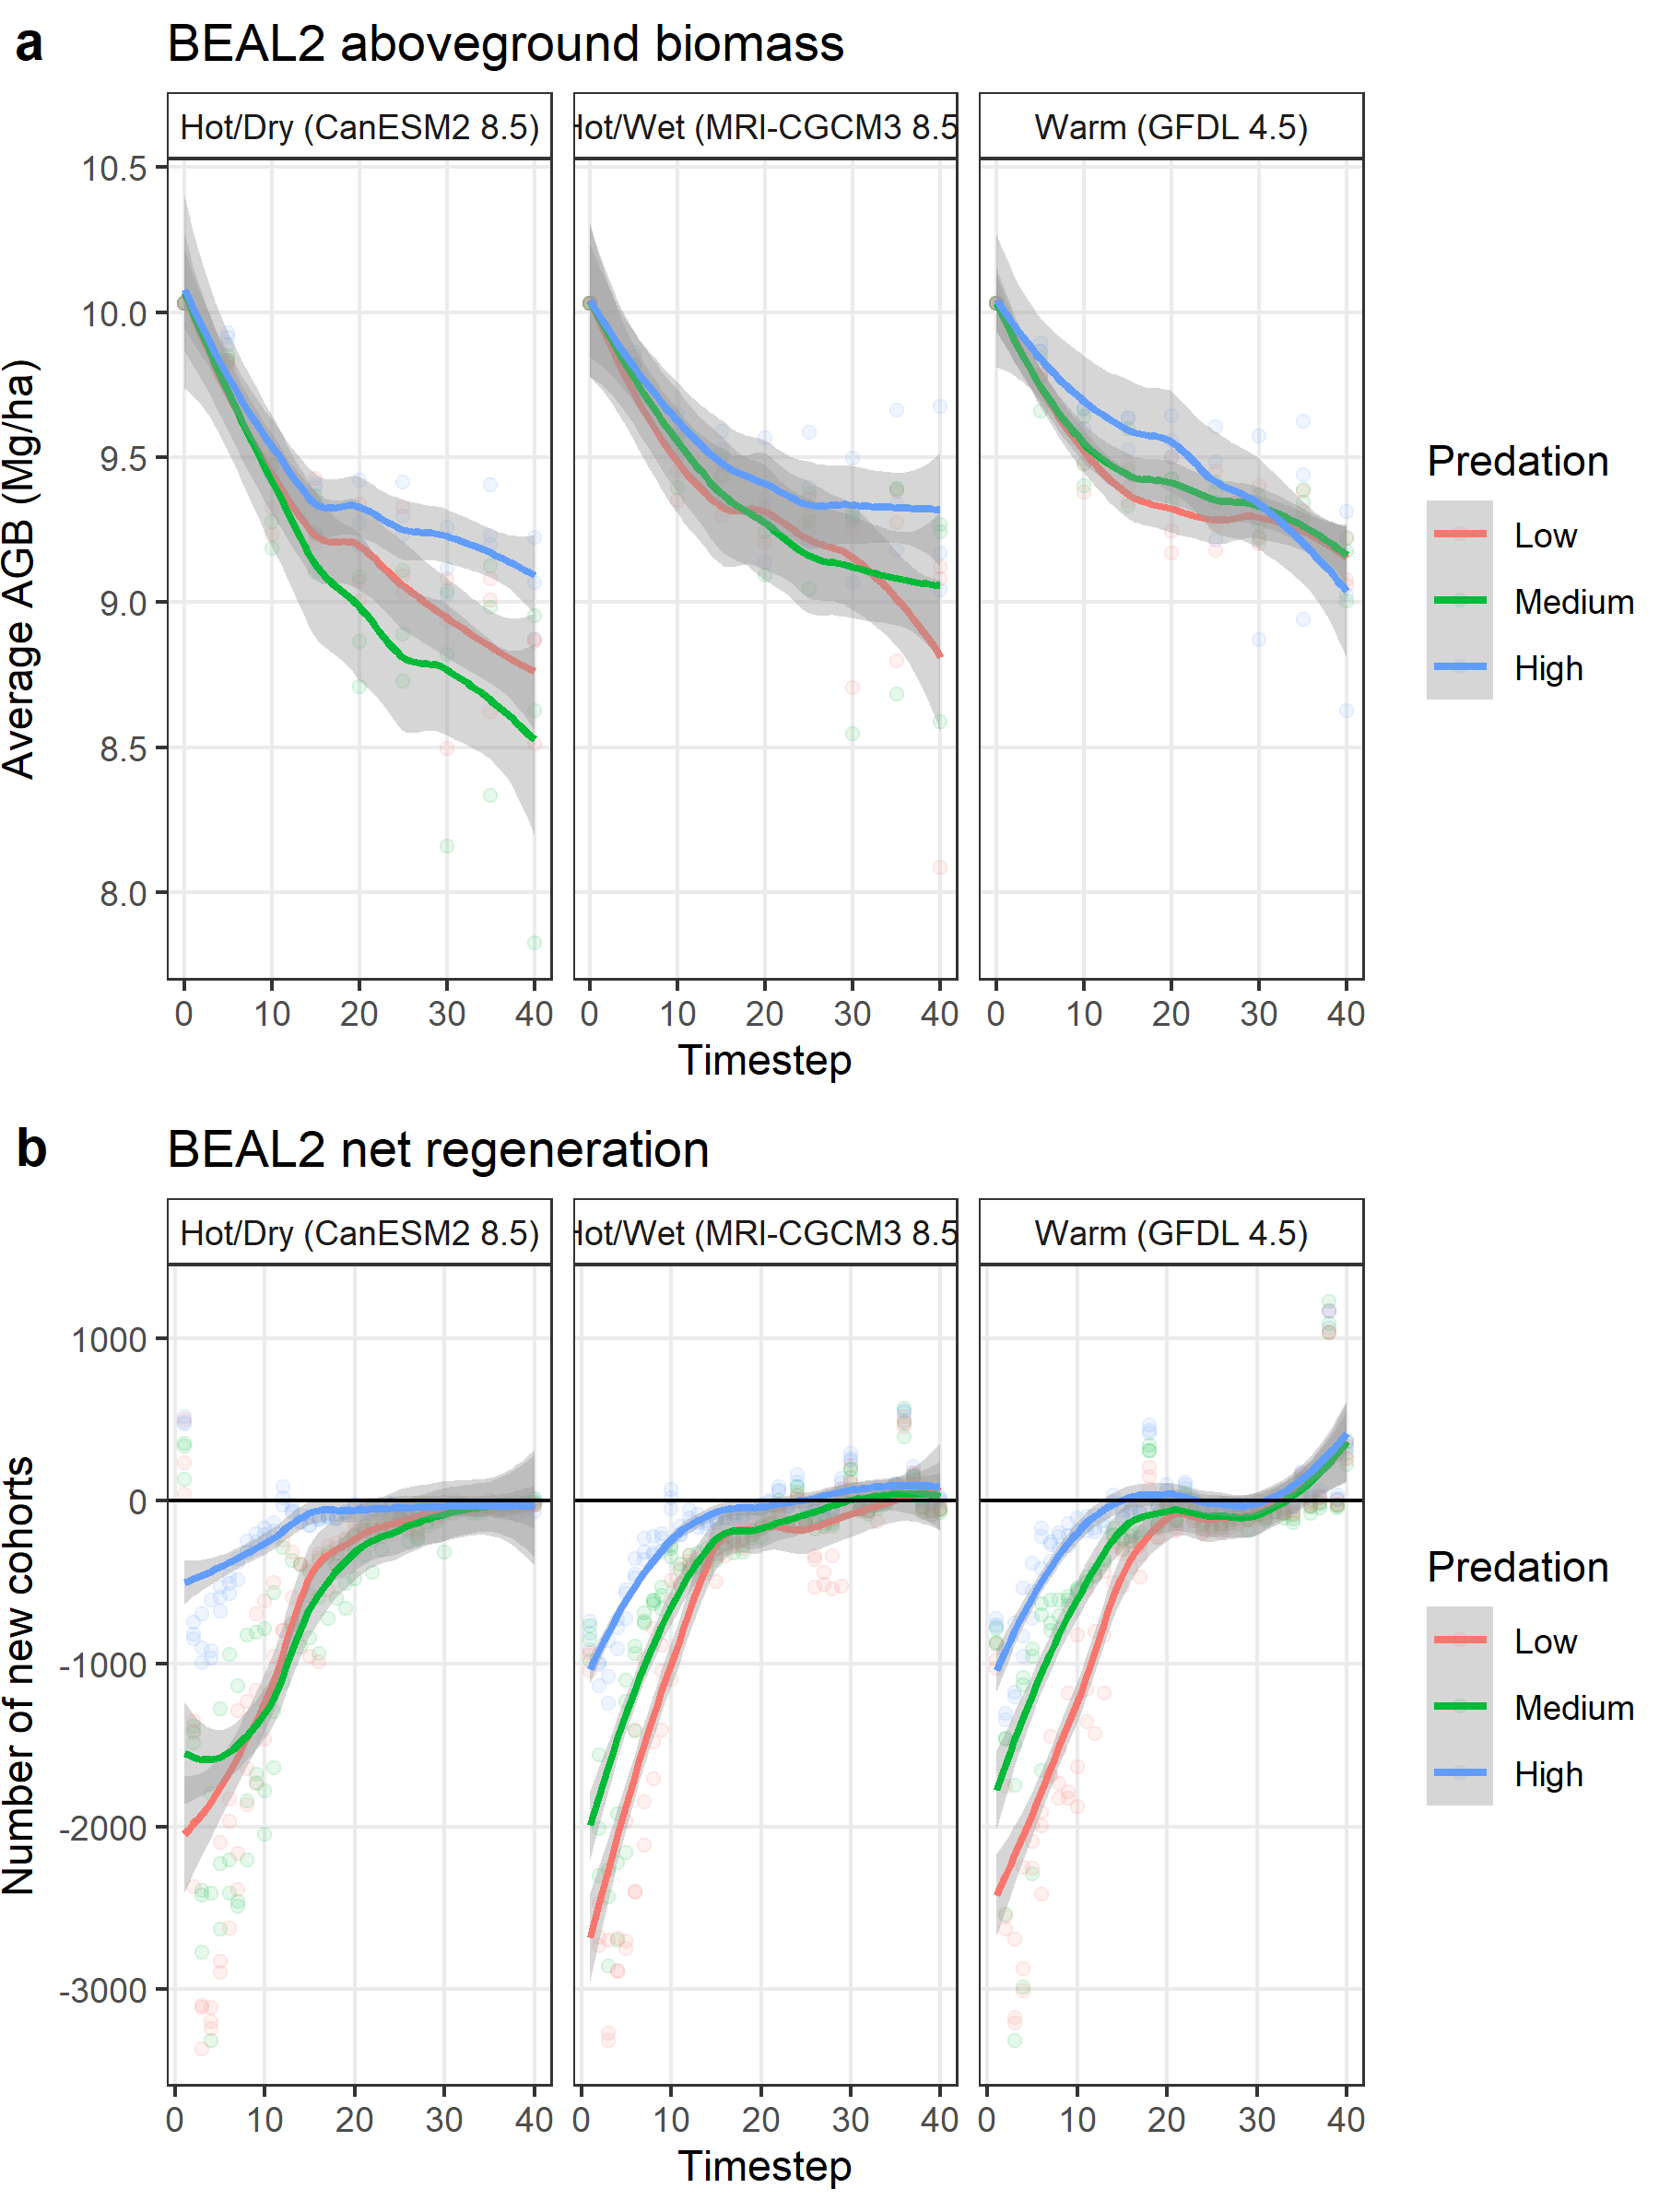 a BEAL2 aboveground biomass
Hot/Dry (CanESM2 8.5) Hot/Wet (MRI-CGCM3 8.5 Warm (GFDL 4.5)
10.5
10.0
9.5
9.0
8.5
8.0
Average AGB (Mg/ha)
0 10 20 30 40 0 10 20 30 40 0 10 20 30 40
Timestep
Predation
Low
Medium
High
b BEAL2 net regeneration
Hot/Dry (CanESM2 8.5) Hot/Wet (MRI-CGCM3 8.5 Warm (GFDL 4.5)
1000
0
-1000
-2000
-3000
Number of new cohorts
0 10 20 30 40 0 10 20 30 40 0 10 20 30 40
Timestep
Predation
Low
Medium
High